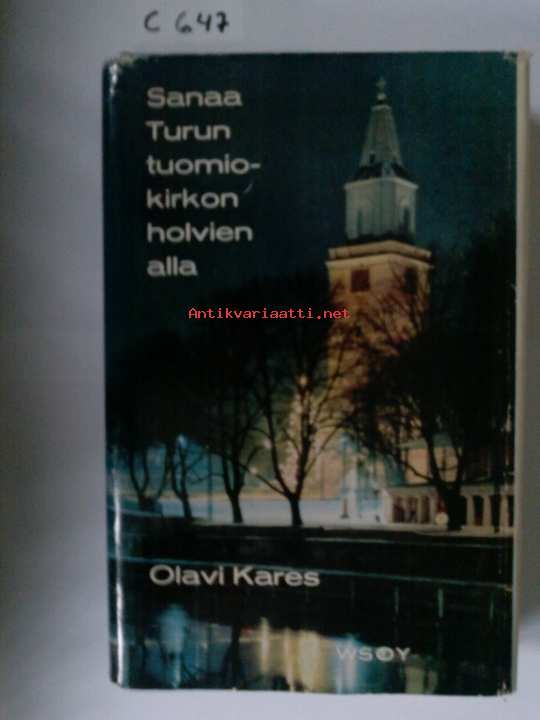 C 647
Sanaa
Turun
tuomio-
kirkon
holvien
alla
Antikvariaatti.net
Olavi Kares
WSOY